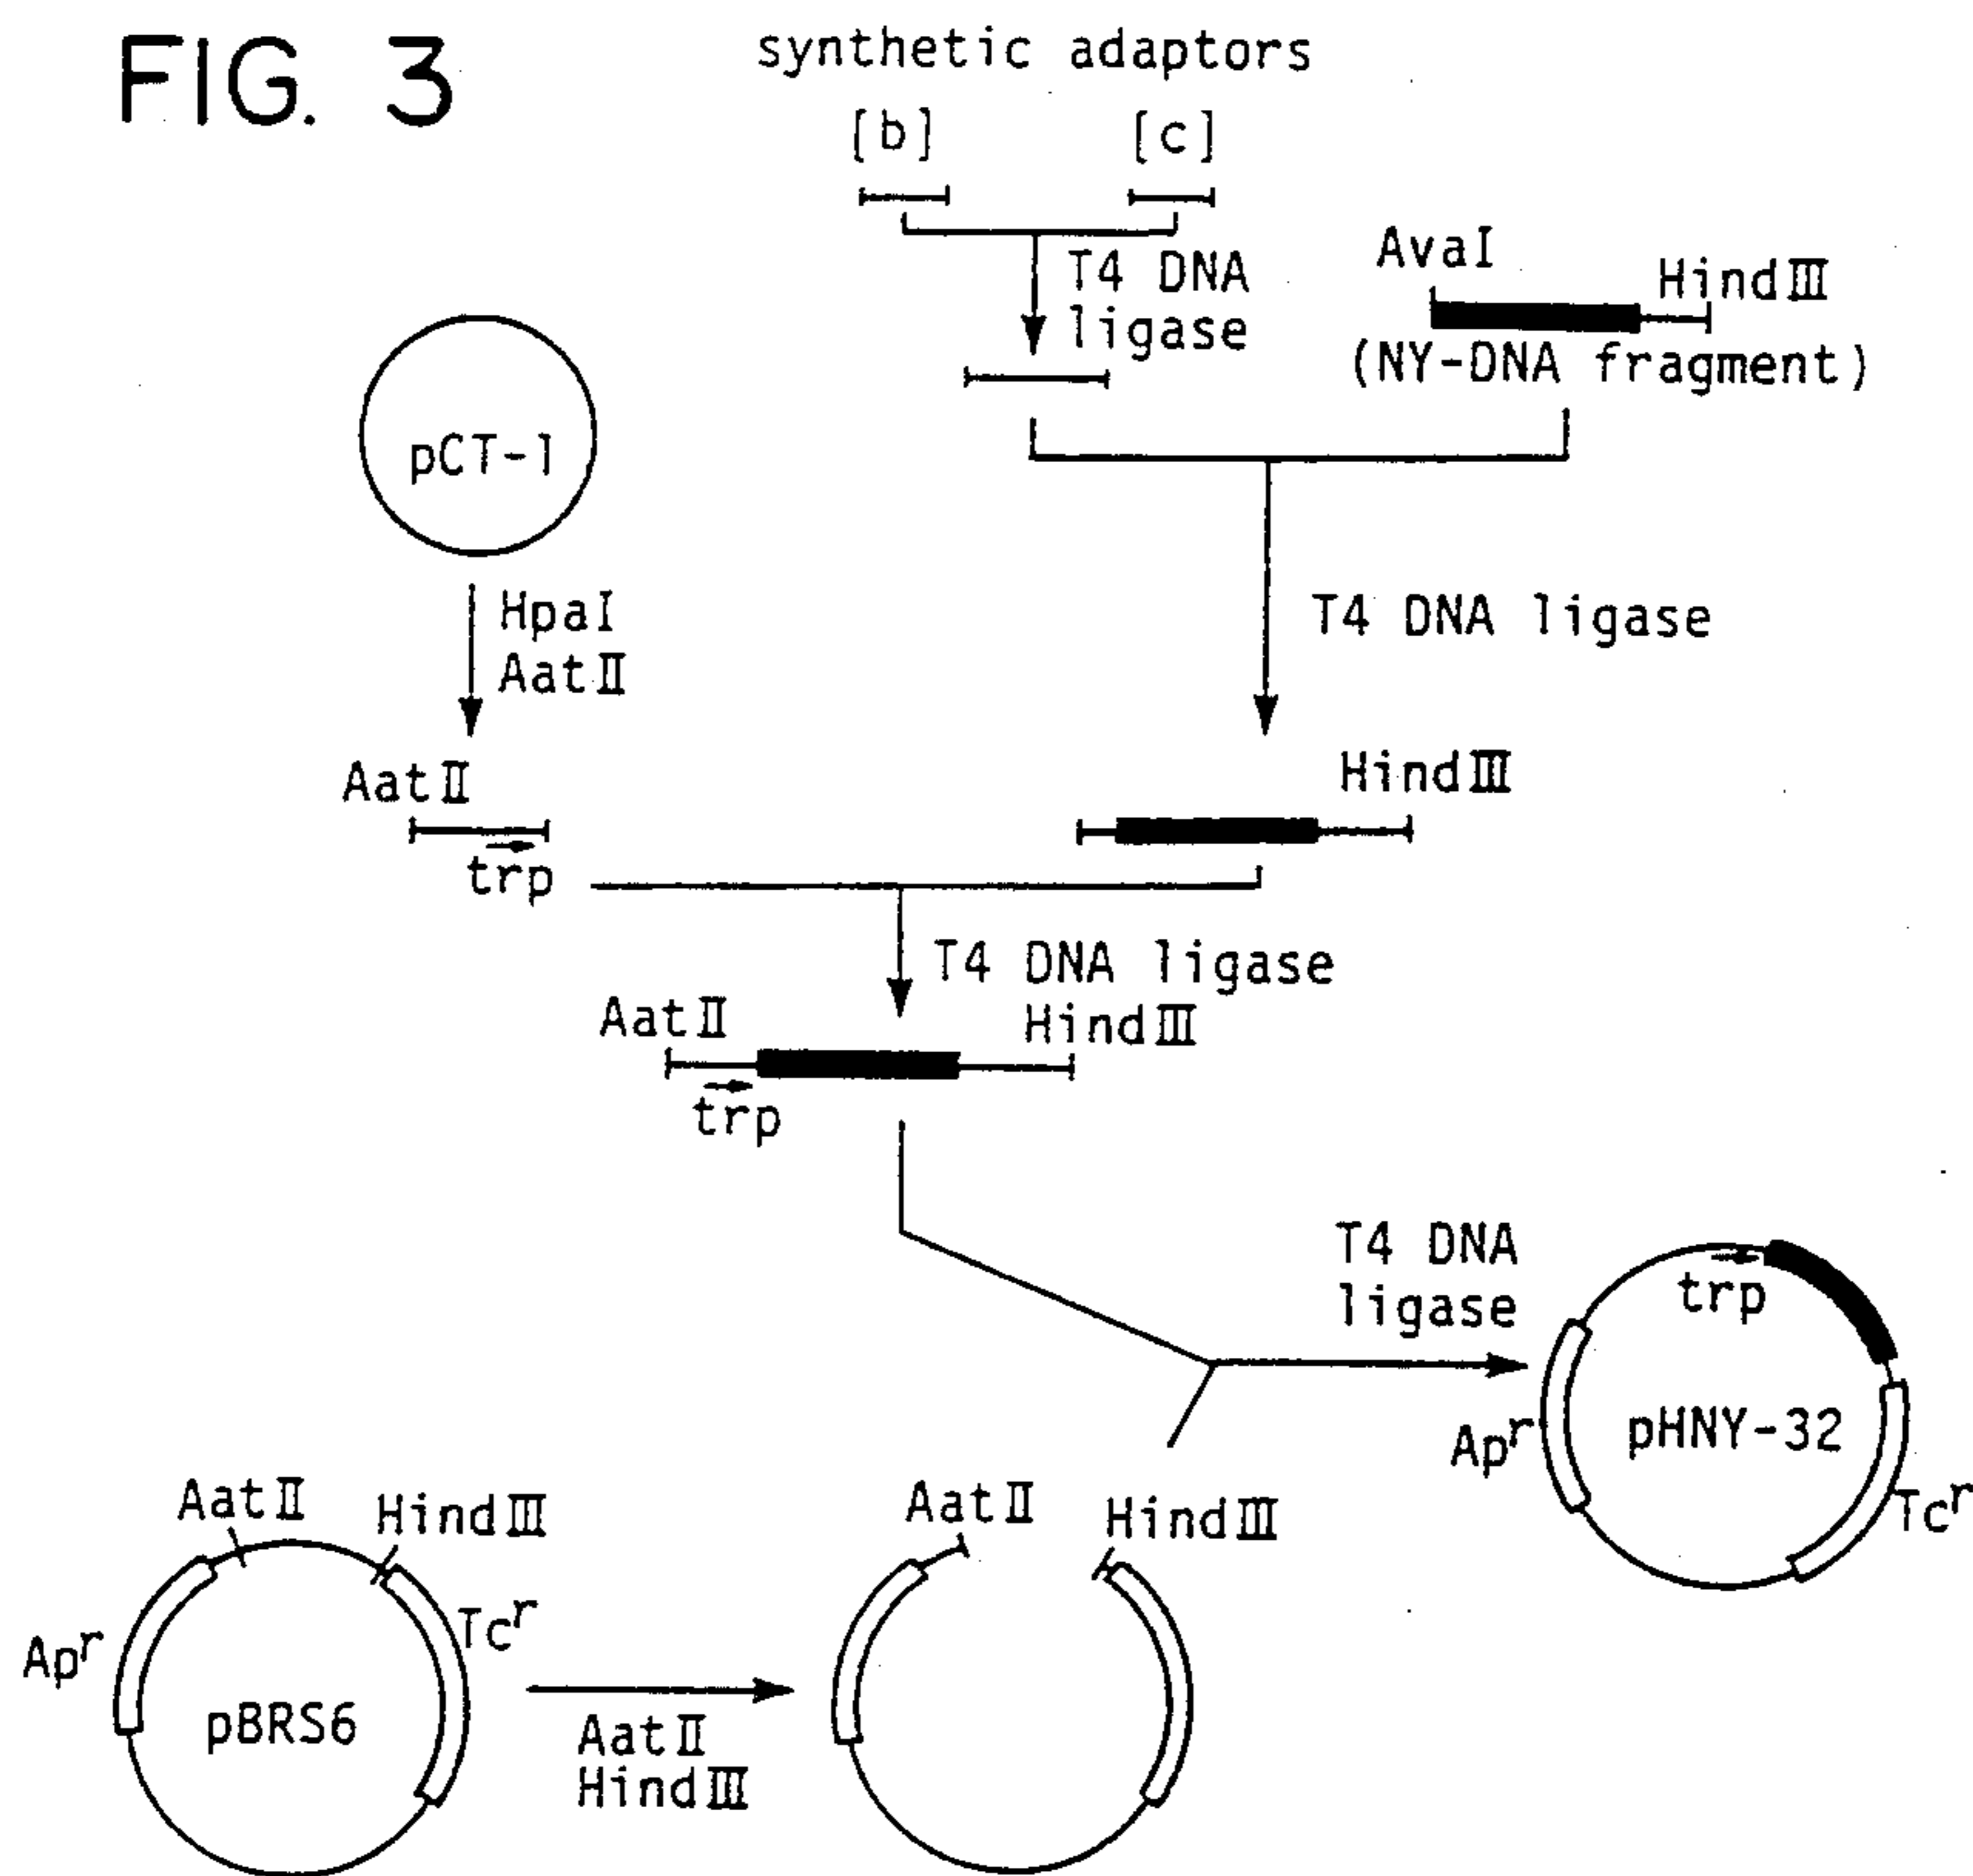 FIG. 3
synthetic adaptors
[b] [c]
T4 DNA
ligase
AvaI
HindⅢ
(NY-DNA fragment)
pCT-1
HpaI
AatⅡ
T4 DNA ligase
AatⅡ
trp
HindⅢ
T4 DNA ligase
AatⅡ
HindⅢ
trp
T4 DNA
ligase
trp
Apʳ
pHNY-32
Tcʳ
AatⅡ
HindⅢ
Apʳ
Tcʳ
pBRS6
AatⅡ
HindⅢ
AatⅡ
HindⅢ